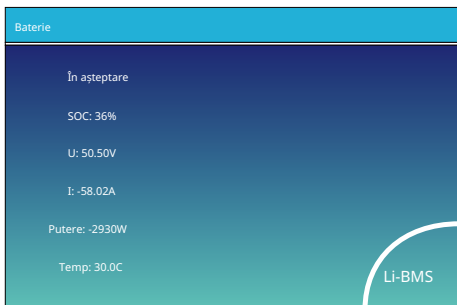 Baterie
În așteptare
SOC: 36%
U: 50.50V
I: -58.02A
Putere: -2930W
Temp: 30.0C
Li-BMS